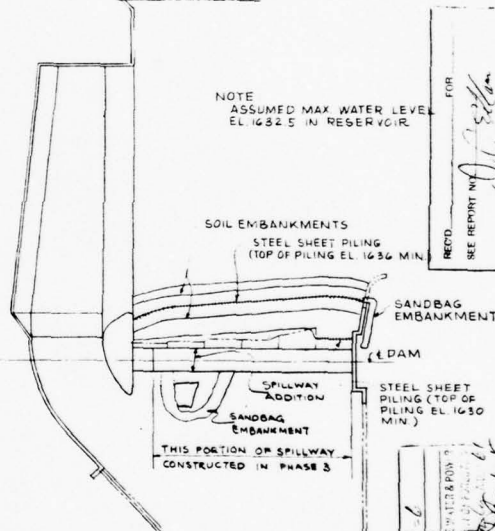 NOTE
ASSUMED MAX. WATER LEVEL
EL. 1632.5 IN RESERVOIR
FOR
REC'D.
SEE REPORT NO.
SOIL EMBANKMENTS
STEEL SHEET PILING
(TOP OF PILING EL. 1636 MIN.)
SANDBAG
EMBANKMENT
℄ DAM
SPILLWAY
ADDITION
STEEL SHEET
PILING (TOP OF
PILING EL. 1630
MIN.)
SANDBAG
EMBANKMENT
THIS PORTION OF SPILLWAY
CONSTRUCTED IN PHASE 3
WATER & POWER